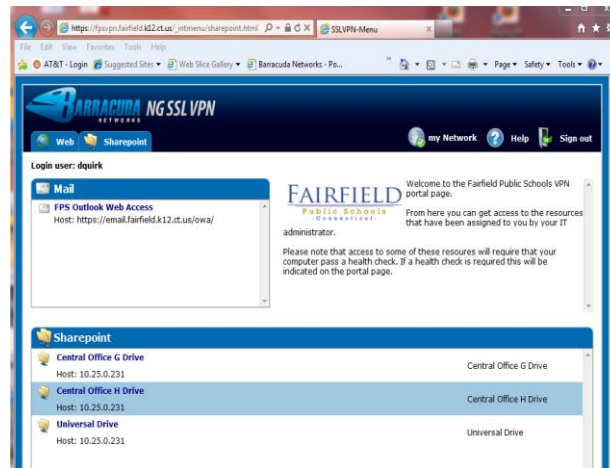 https://fpsvpn.fairfield.k12.ct.us/_intmenu/sharepoint.html
SSLVPN-Menu
File Edit View Favorites Tools Help
AT&T - Login Suggested Sites Web Slice Gallery Barracuda Networks - Po... Page Safety Tools
BARRACUDA NG SSL VPN
NETWORKS
Web Sharepoint my Network Help Sign out
Login user: dquirk
Mail
FPS Outlook Web Access
Host: https://email.fairfield.k12.ct.us/owa/
FAIRFIELD
Public Schools
·Connecticut·
Welcome to the Fairfield Public Schools VPN
portal page.
From here you can get access to the resources
that have been assigned to you by your IT
administrator.
Please note that access to some of these resoures will require that your
computer pass a health check. If a health check is required this will be
indicated on the portal page.
Sharepoint
Central Office G Drive
Host: 10.25.0.231
Central Office G Drive
Central Office H Drive
Host: 10.25.0.231
Central Office H Drive
Universal Drive
Host: 10.25.0.231
Universal Drive